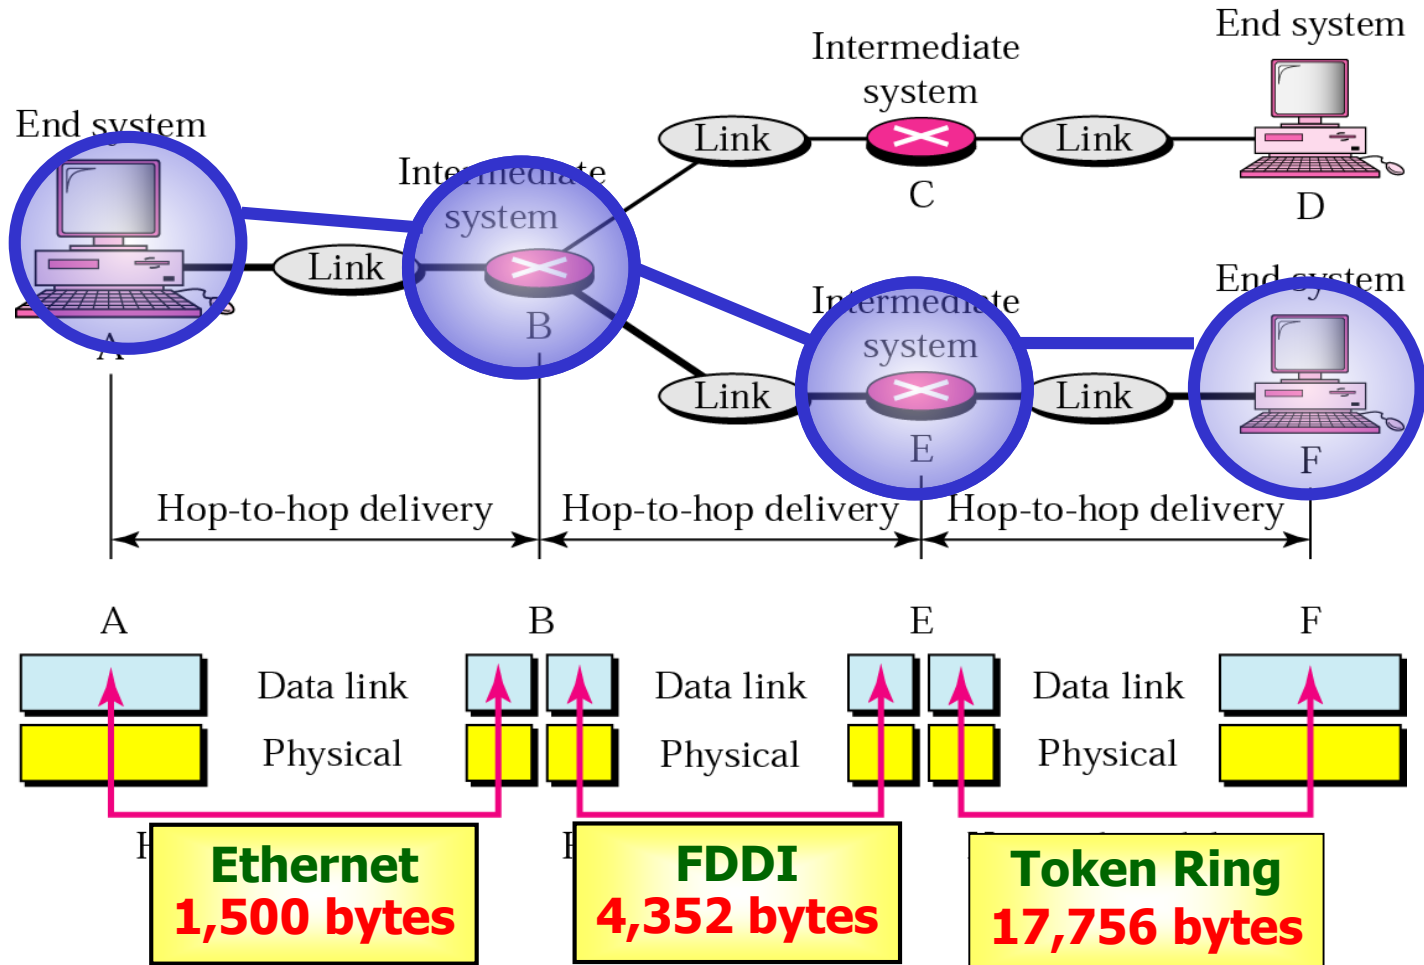 End system
Intermediate
system
End system
Link
Link
C
D
Intermediate
system
Link
B
A
Intermediate
system
End system
Link
Link
E
F
Hop-to-hop delivery
Hop-to-hop delivery
Hop-to-hop delivery
A
B
E
F
Data link
Data link
Data link
Physical
Physical
Physical
Ethernet
1,500 bytes
FDDI
4,352 bytes
Token Ring
17,756 bytes